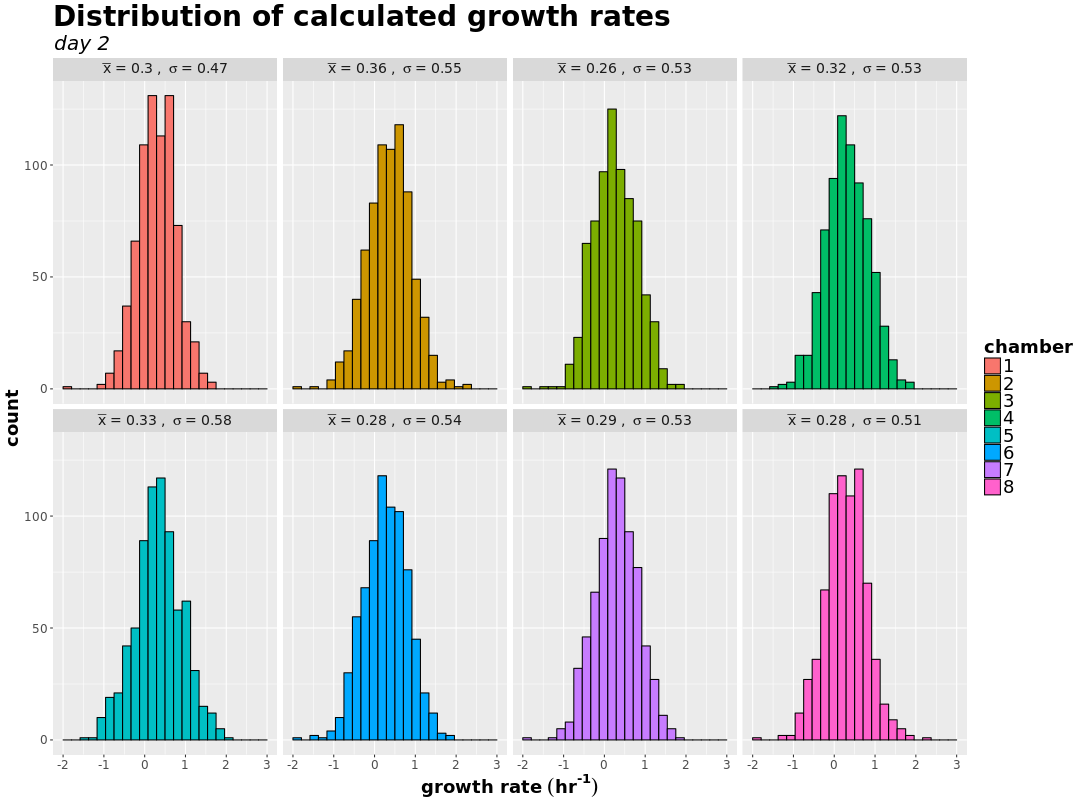 Distribution of calculated growth rates
day 2
x̅ = 0.3 , σ = 0.47
x̅ = 0.36 , σ = 0.55
x̅ = 0.26 , σ = 0.53
x̅ = 0.32 , σ = 0.53
100
50
0
x̅ = 0.33 , σ = 0.58
x̅ = 0.28 , σ = 0.54
x̅ = 0.29 , σ = 0.53
x̅ = 0.28 , σ = 0.51
100
50
0
-2 -1 0 1 2 3
-2 -1 0 1 2 3
-2 -1 0 1 2 3
-2 -1 0 1 2 3
growth rate (hr⁻¹)
count
chamber
1
2
3
4
5
6
7
8